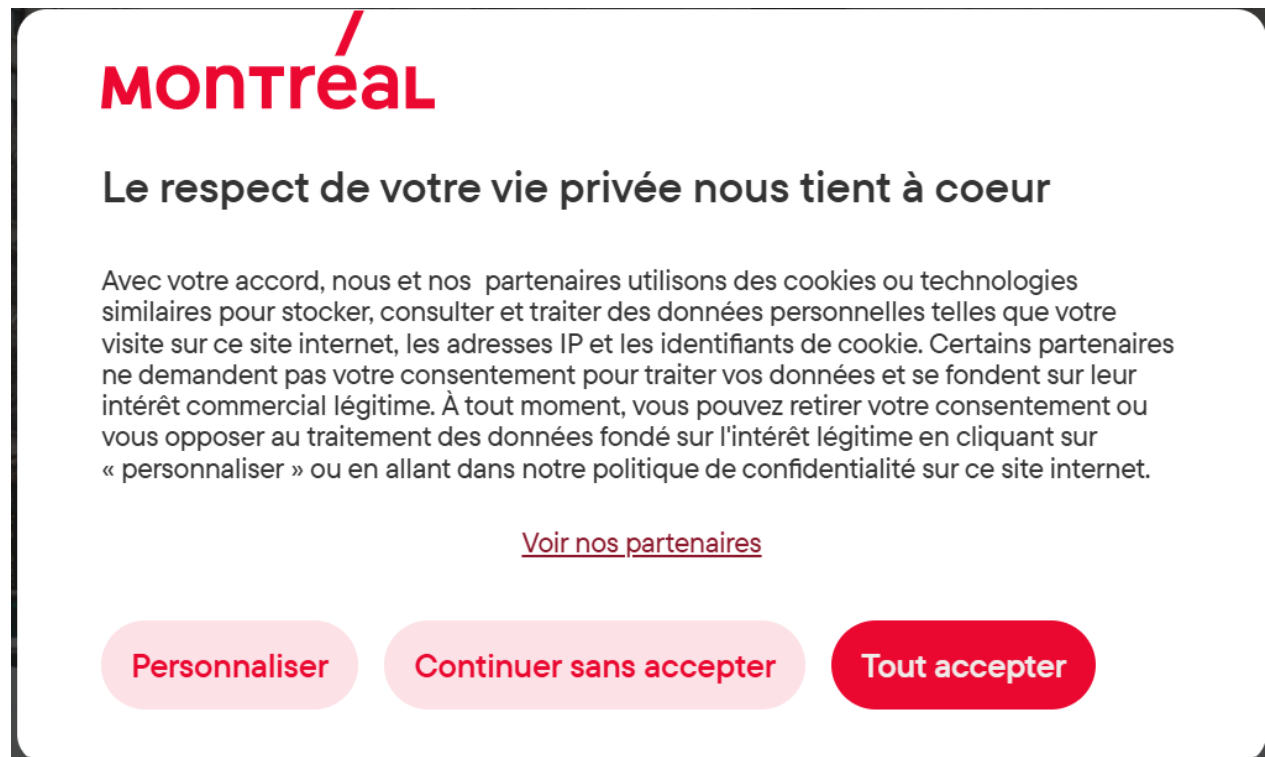 MONTréaL
Le respect de votre vie privée nous tient à coeur
Avec votre accord, nous et nos  partenaires utilisons des cookies ou technologies
similaires pour stocker, consulter et traiter des données personnelles telles que votre
visite sur ce site internet, les adresses IP et les identifiants de cookie. Certains partenaires
ne demandent pas votre consentement pour traiter vos données et se fondent sur leur
intérêt commercial légitime. À tout moment, vous pouvez retirer votre consentement ou
vous opposer au traitement des données fondé sur l'intérêt légitime en cliquant sur
« personnaliser » ou en allant dans notre politique de confidentialité sur ce site internet.
Voir nos partenaires
Personnaliser Continuer sans accepter Tout accepter